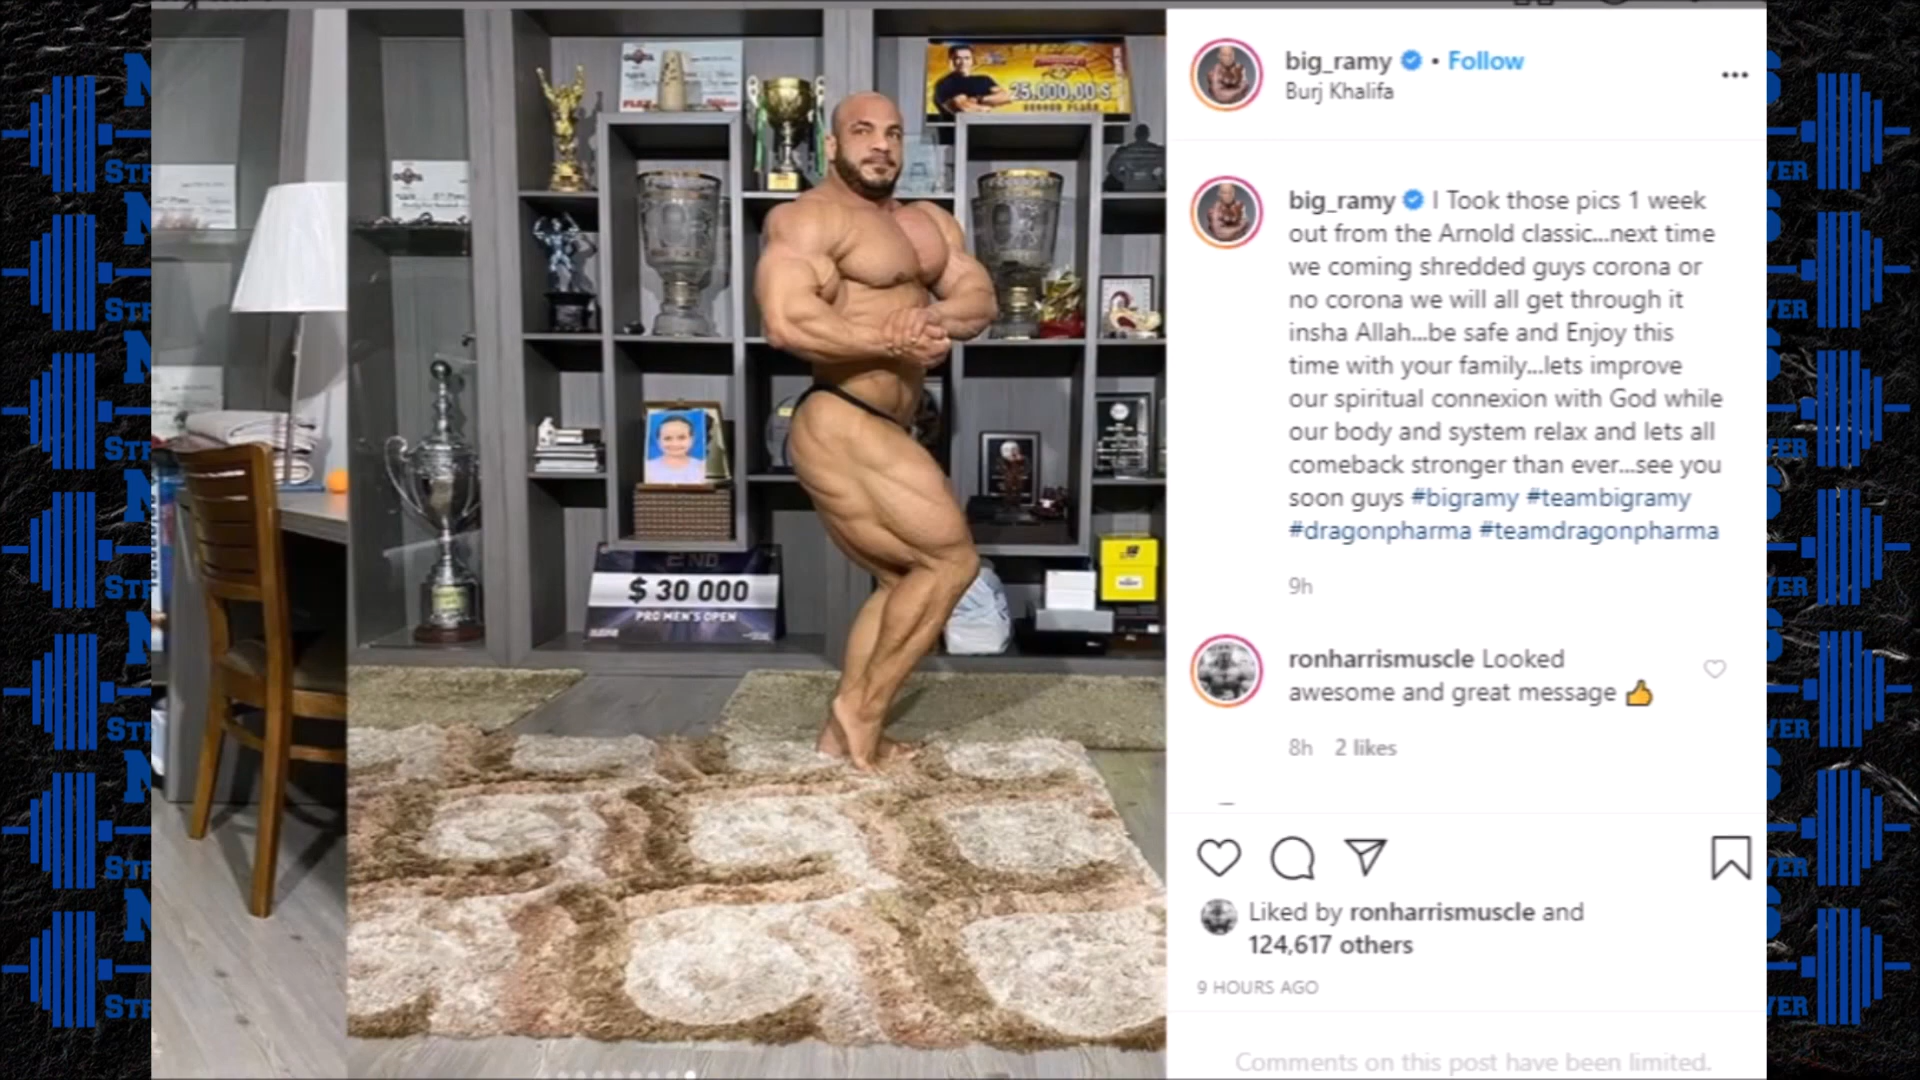 big_ramy • Follow
Burj Khalifa
big_ramy I Took those pics 1 week
out from the Arnold classic...next time
we coming shredded guys corona or
no corona we will all get through it
insha Allah...be safe and Enjoy this
time with your family...lets improve
our spiritual connexion with God while
our body and system relax and lets all
comeback stronger than ever...see you
soon guys #bigramy #teambigramy
#dragonpharma #teamdragonpharma
9h
ronharrismuscle Looked
awesome and great message 👍
8h 2 likes
Liked by ronharrismuscle and
124,617 others
9 HOURS AGO
Comments on this post have been limited.
25.000,00 $
2ND
$ 30 000
PRO MEN'S OPEN
FLEX